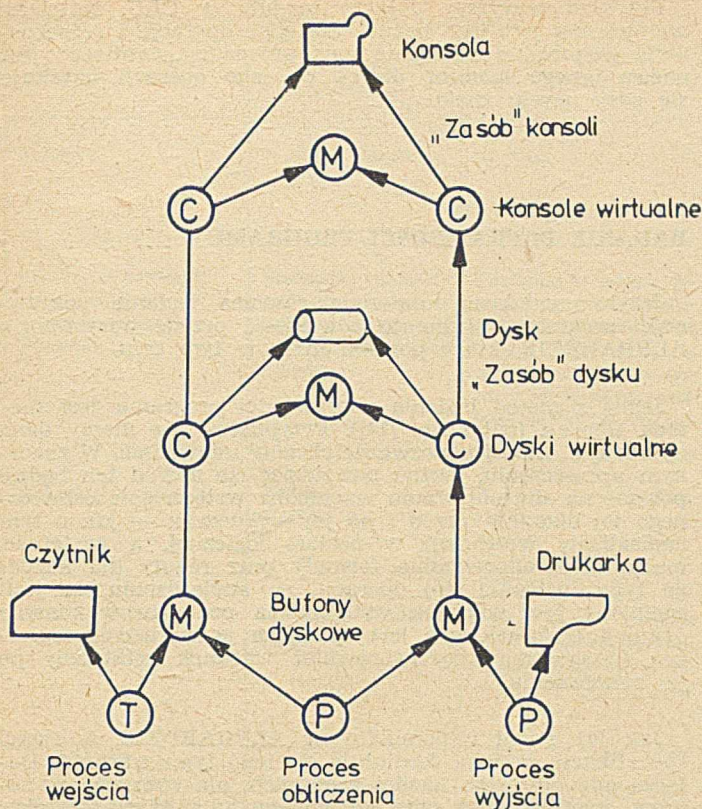 Konsola
„Zasób" konsoli
M
C
C
Konsole wirtualne
Dysk
„Zasób" dysku
M
C
C
Dyski wirtualne
Czytnik
Drukarka
M
Bufony
dyskowe
M
T
P
P
Proces
wejścia
Proces
obliczenia
Proces
wyjścia